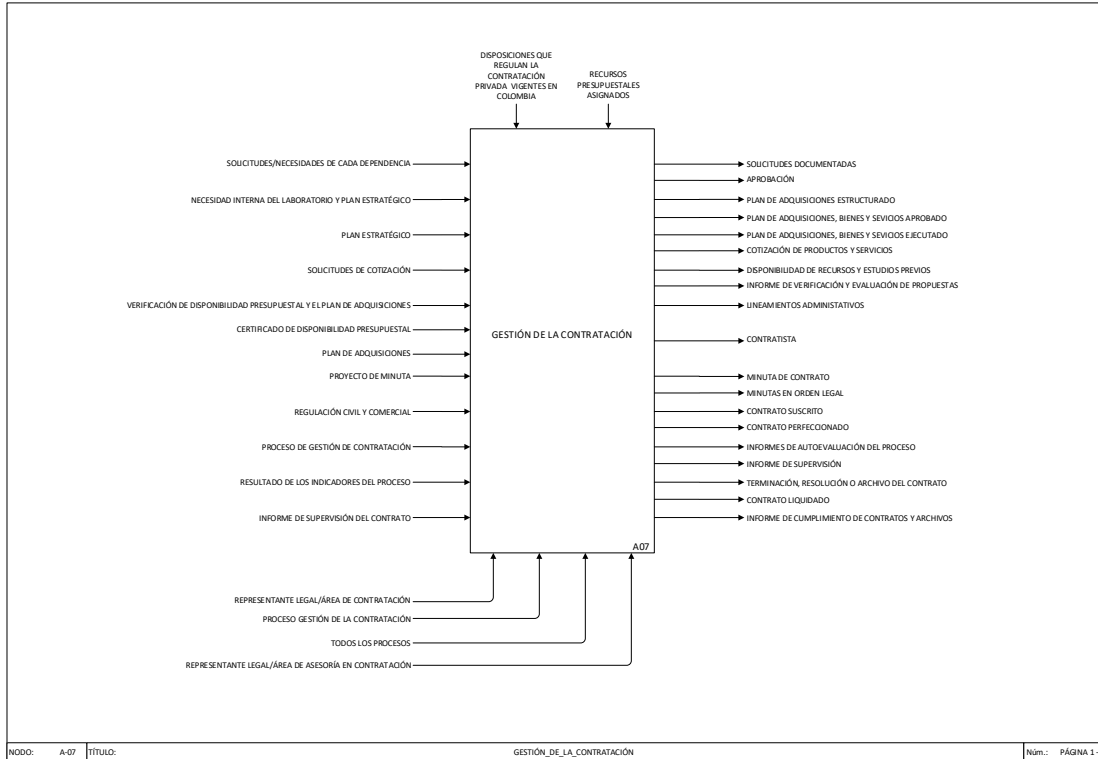 DISPOSICIONES QUE
REGULAN LA
CONTRATACIÓN
PRIVADA VIGENTES EN
COLOMBIA
RECURSOS
PRESUPUESTALES
ASIGNADOS
SOLICITUDES/NECESIDADES DE CADA DEPENDENCIA
NECESIDAD INTERNA DEL LABORATORIO Y PLAN ESTRATÉGICO
PLAN ESTRATÉGICO
SOLICITUDES DE COTIZACIÓN
VERIFICACIÓN DE DISPONIBILIDAD PRESUPUESTAL Y EL PLAN DE ADQUISICIONES
CERTIFICADO DE DISPONIBILIDAD PRESUPUESTAL
PLAN DE ADQUISICIONES
PROYECTO DE MINUTA
REGULACIÓN CIVIL Y COMERCIAL
PROCESO DE GESTIÓN DE CONTRATACIÓN
RESULTADO DE LOS INDICADORES DEL PROCESO
INFORME DE SUPERVISIÓN DEL CONTRATO
GESTIÓN DE LA CONTRATACIÓN
A07
SOLICITUDES DOCUMENTADAS
APROBACIÓN
PLAN DE ADQUISICIONES ESTRUCTURADO
PLAN DE ADQUISICIONES, BIENES Y SEVICIOS APROBADO
PLAN DE ADQUISICIONES, BIENES Y SEVICIOS EJECUTADO
COTIZACIÓN DE PRODUCTOS Y SERVICIOS
DISPONIBILIDAD DE RECURSOS Y ESTUDIOS PREVIOS
INFORME DE VERIFICACIÓN Y EVALUACIÓN DE PROPUESTAS
LINEAMIENTOS ADMINISTATIVOS
CONTRATISTA
MINUTA DE CONTRATO
MINUTAS EN ORDEN LEGAL
CONTRATO SUSCRITO
CONTRATO PERFECCIONADO
INFORMES DE AUTOEVALUACIÓN DEL PROCESO
INFORME DE SUPERVISIÓN
TERMINACIÓN, RESOLUCIÓN O ARCHIVO DEL CONTRATO
CONTRATO LIQUIDADO
INFORME DE CUMPLIMIENTO DE CONTRATOS Y ARCHIVOS
REPRESENTANTE LEGAL/ÁREA DE CONTRATACIÓN
PROCESO GESTIÓN DE LA CONTRATACIÓN
TODOS LOS PROCESOS
REPRESENTANTE LEGAL/ÁREA DE ASESORÍA EN CONTRATACIÓN
NODO: A-07 TÍTULO: GESTIÓN_DE_LA_CONTRATACIÓN Núm.: PÁGINA 1 -